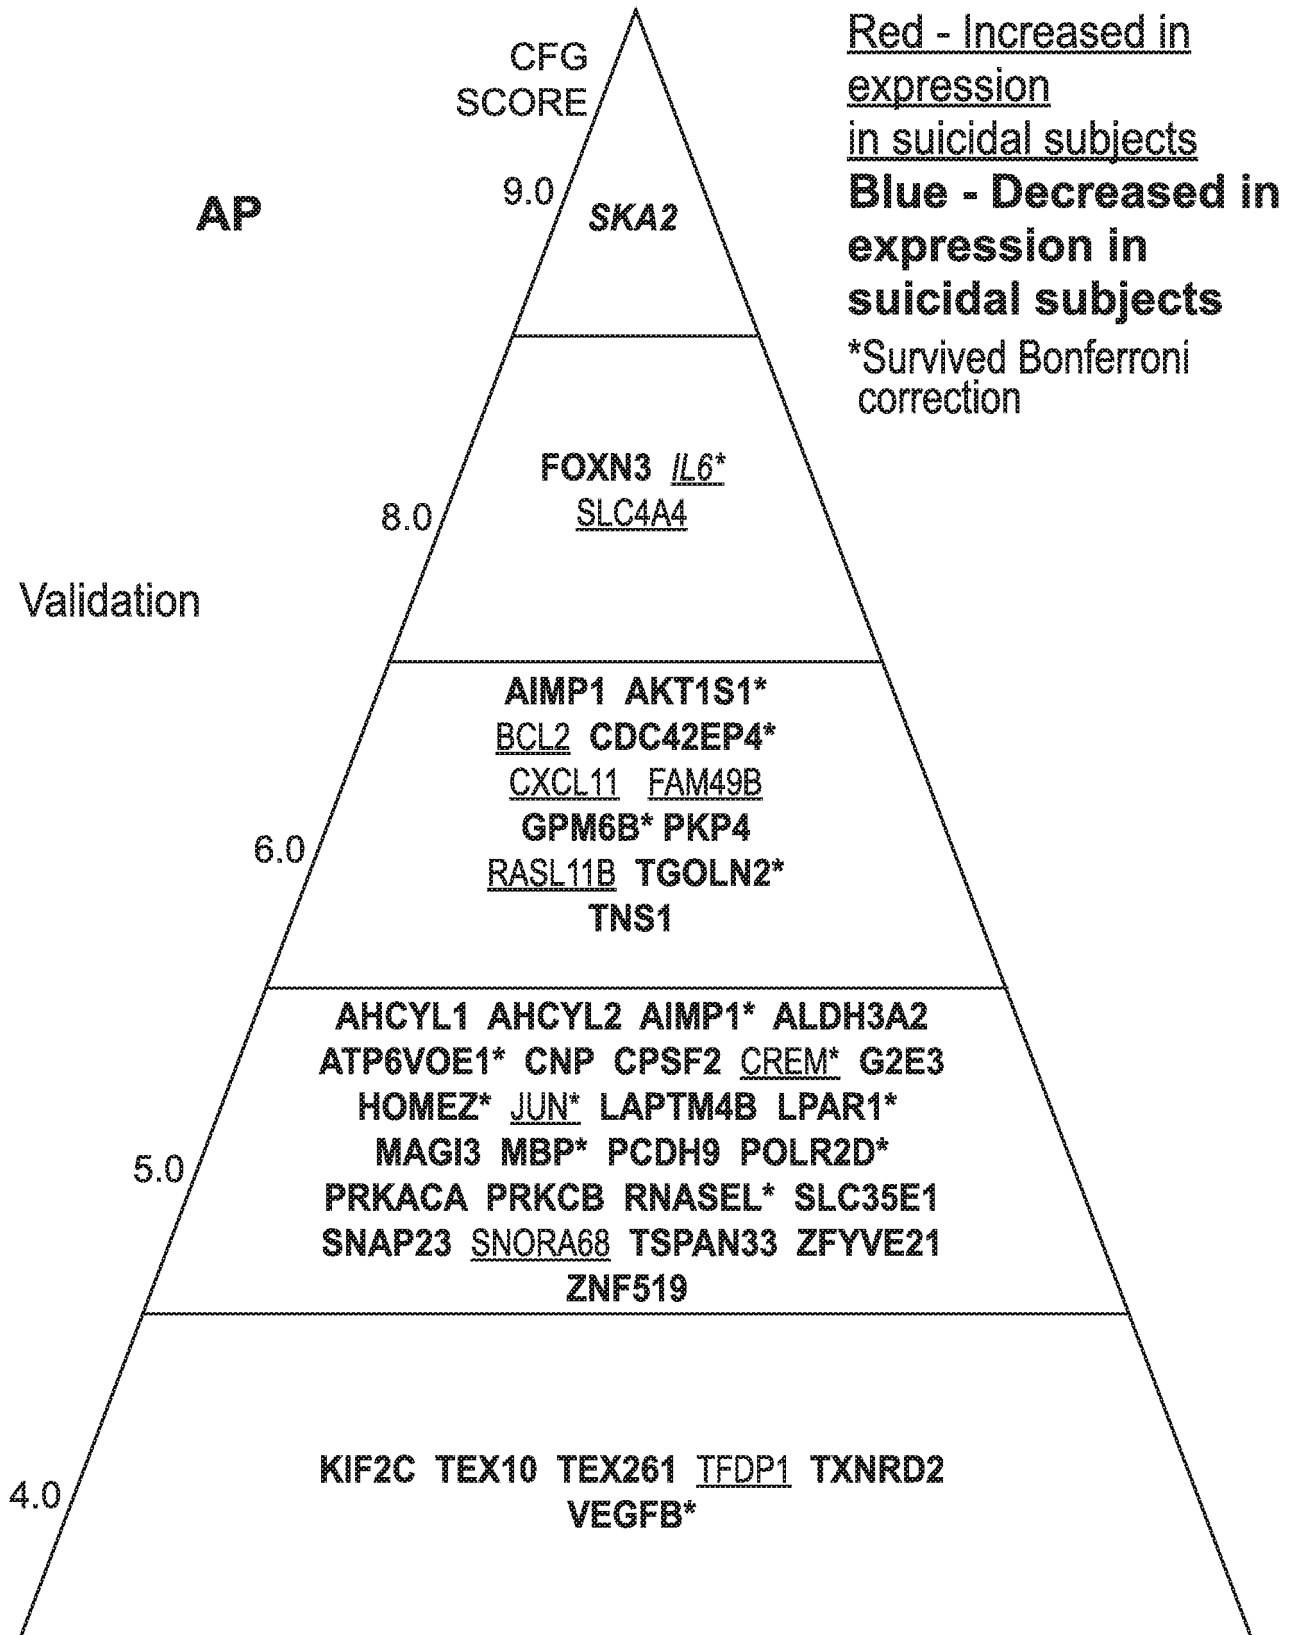 CFG
SCORE
Red - Increased in
expression
in suicidal subjects
Blue - Decreased in
expression in
suicidal subjects
*Survived Bonferroni
correction
AP
9.0
SKA2
FOXN3 IL6*
SLC4A4
8.0
Validation
AIMP1 AKT1S1*
BCL2 CDC42EP4*
CXCL11 FAM49B
GPM6B* PKP4
RASL11B TGOLN2*
TNS1
6.0
AHCYL1 AHCYL2 AIMP1* ALDH3A2
ATP6VOE1* CNP CPSF2 CREM* G2E3
HOMEZ* JUN* LAPTM4B LPAR1*
MAGI3 MBP* PCDH9 POLR2D*
PRKACA PRKCB RNASEL* SLC35E1
SNAP23 SNORA68 TSPAN33 ZFYVE21
ZNF519
5.0
KIF2C TEX10 TEX261 TFDP1 TXNRD2
VEGFB*
4.0